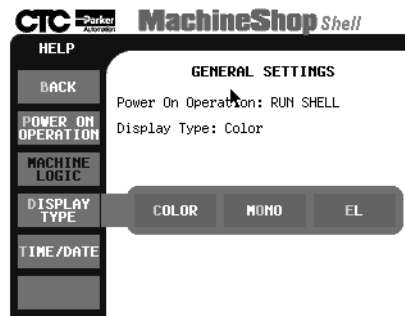 CTC Parker Automation MachineShop Shell
HELP
GENERAL SETTINGS
BACK
Power On Operation: RUN SHELL
POWER ON
OPERATION
Display Type: Color
MACHINE
LOGIC
DISPLAY
TYPE
COLOR MONO EL
TIME/DATE